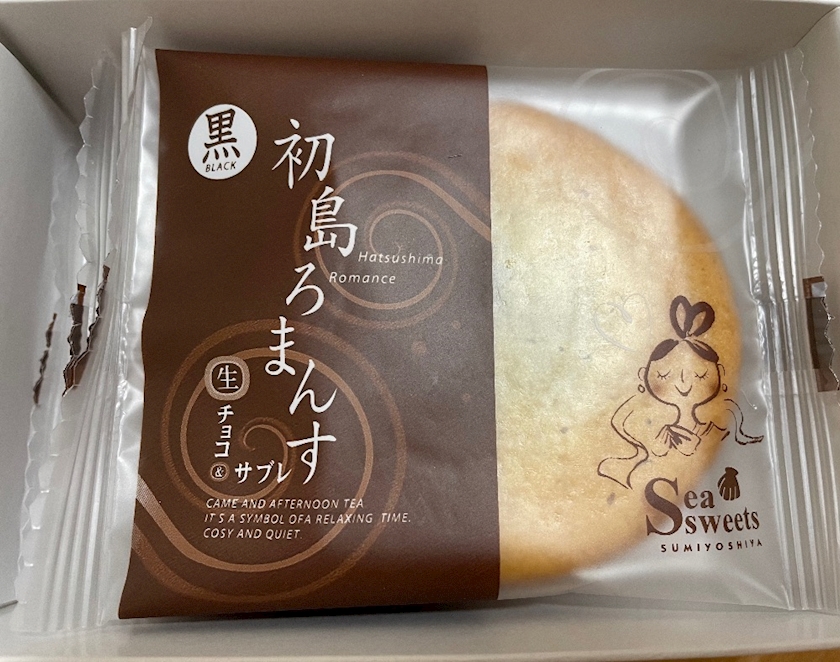 黒
BLACK
初島ろまんす
Hatsushima
Romance
生
チョコ
&
サブレ
CAME AND AFTERNOON TEA.
IT S A SYMBOL OFA RELAXING TIME.
COSY AND QUIET
Sea
sweets
SUMIYOSHIYA